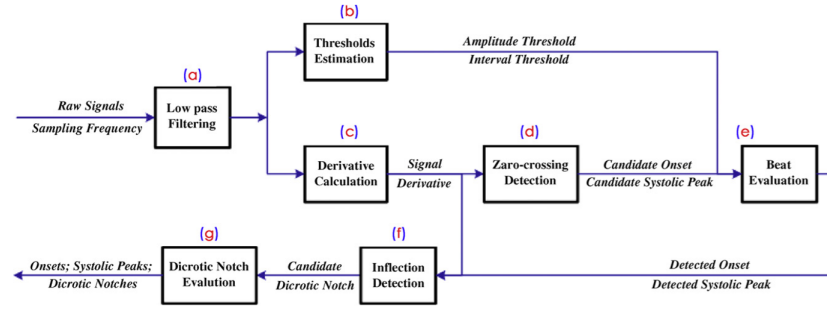 (b)
Thresholds
Estimation
Amplitude Threshold
Interval Threshold
(a)
Raw Signals
Sampling Frequency
Low pass
Filtering
(c)
Derivative
Calculation
Signal
Derivative
(d)
Zaro-crossing
Detection
Candidate Onset
Candidate Systolic Peak
(e)
Beat
Evaluation
(g)
Onsets; Systolic Peaks;
Dicrotic Notches
Dicrotic Notch
Evalution
Candidate
Dicrotic Notch
(f)
Inflection
Detection
Detected Onset
Detected Systolic Peak